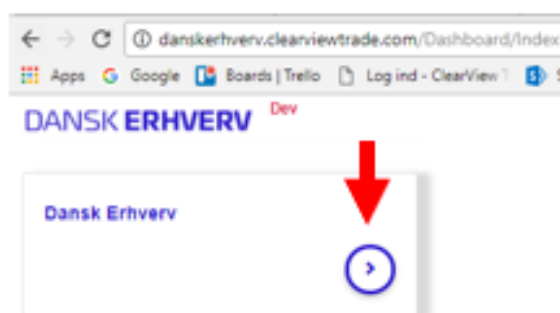 danskerhverv.clearviewtrade.com/Dashboard/Index
Apps Google Boards | Trello Log ind - ClearView T
DANSK ERHVERV Dev
Dansk Erhverv